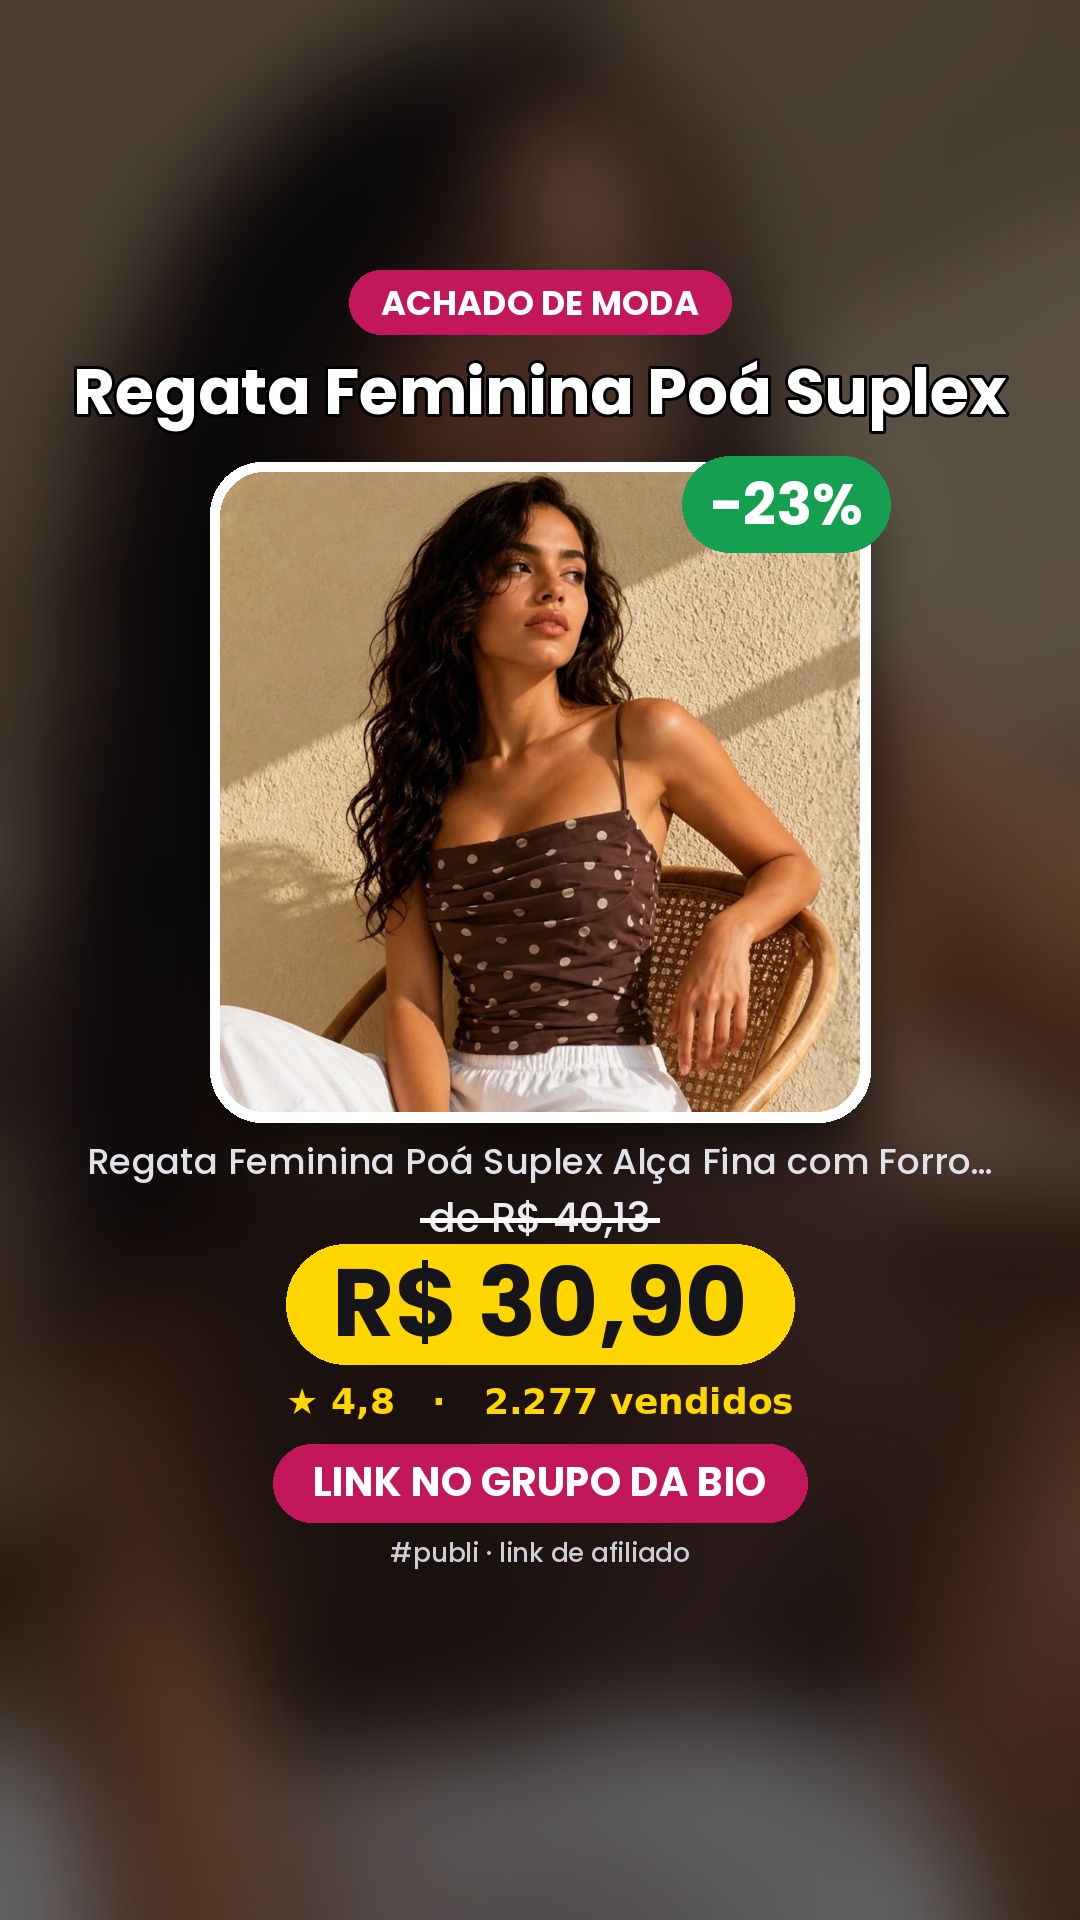 ACHADO DE MODA
Regata Feminina Poá Suplex
-23%
Regata Feminina Poá Suplex Alça Fina com Forro...
de R$ 40,13
R$ 30,90
★ 4,8 · 2.277 vendidos
LINK NO GRUPO DA BIO
#publi · link de afiliado